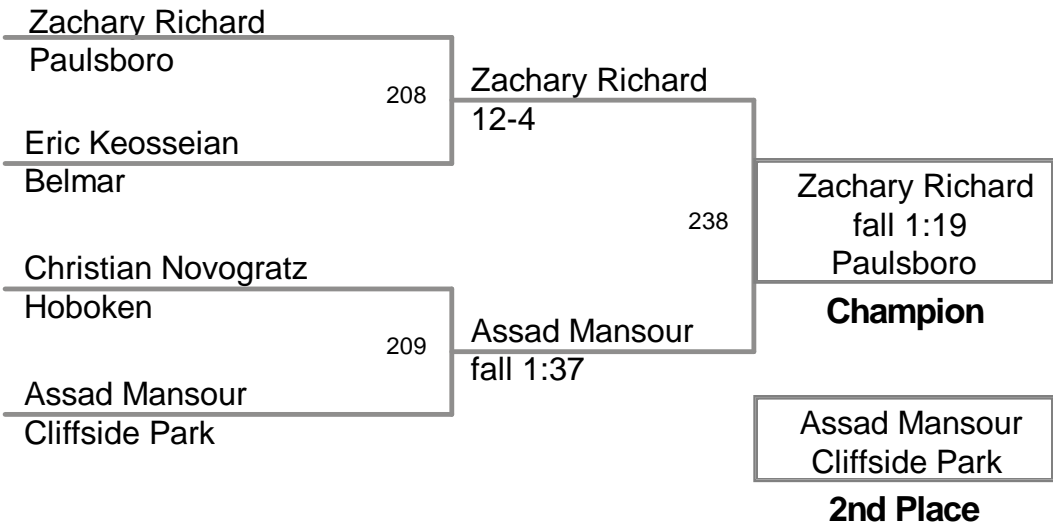 Zachary Richard
Paulsboro
208
Eric Keosseian
Belmar
Christian Novogratz
Hoboken
209
Assad Mansour
Cliffside Park
Zachary Richard
12-4
238
Assad Mansour
fall 1:37
Zachary Richard
fall 1:19
Paulsboro
Champion
Assad Mansour
Cliffside Park
2nd Place